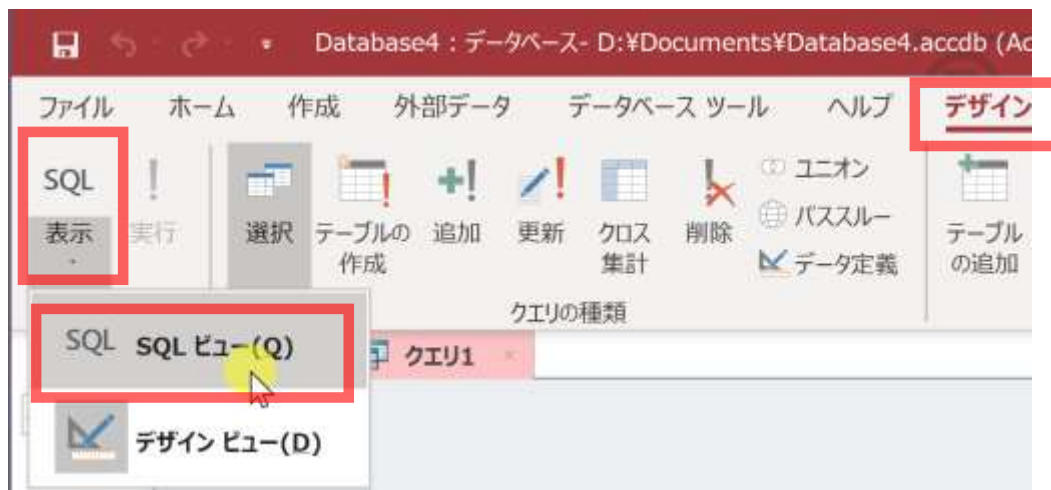 Database4 : データベース- D:¥Documents¥Database4.accdb (Ac
ファイル ホーム 作成 外部データ データベース ツール ヘルプ デザイン
SQL
表示
実行
選択
テーブルの
作成
追加
更新
クロス
集計
削除
ユニオン
パススルー
データ定義
テーブル
の追加
クエリの種類
SQL SQL ビュー(Q)
クエリ1
デザイン ビュー(D)